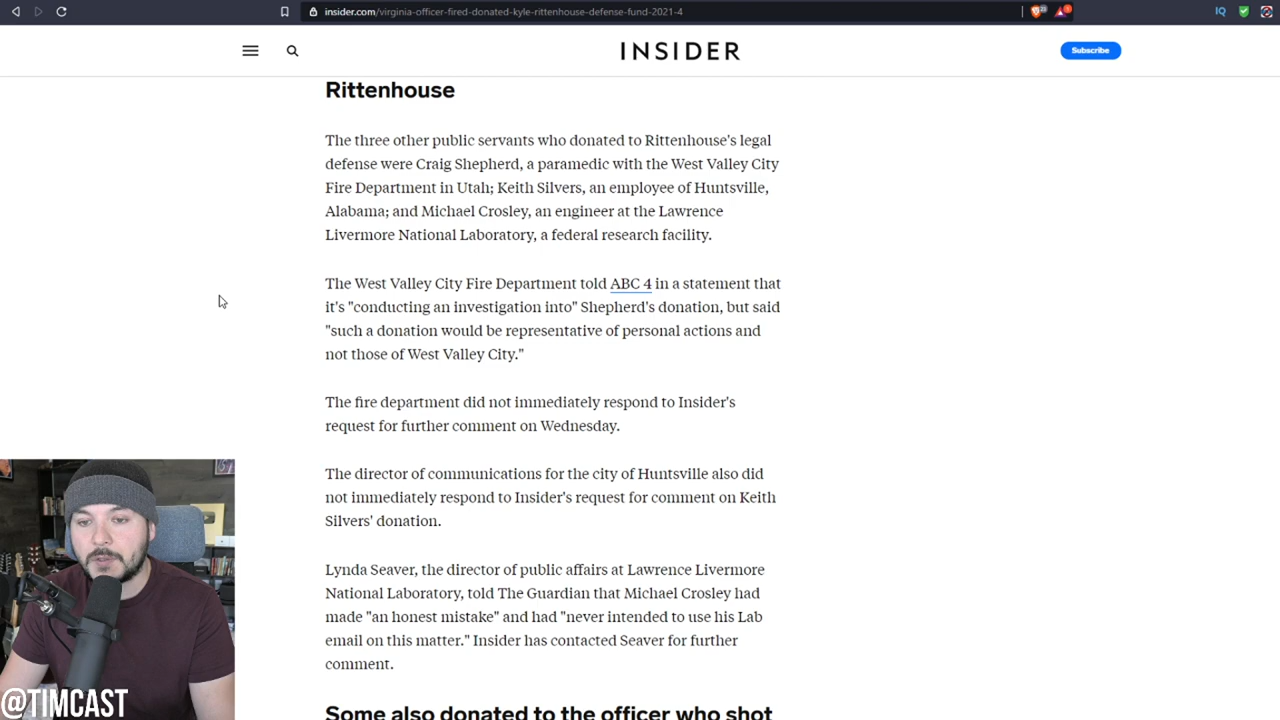 insider.com/virginia-officer-fired-donated-kyle-rittenhouse-defense-fund-2021-4
IQ
INSIDER
Subscribe
Rittenhouse
The three other public servants who donated to Rittenhouse's legal
defense were Craig Shepherd, a paramedic with the West Valley City
Fire Department in Utah; Keith Silvers, an employee of Huntsville,
Alabama; and Michael Crosley, an engineer at the Lawrence
Livermore National Laboratory, a federal research facility.
The West Valley City Fire Department told ABC 4 in a statement that
it's "conducting an investigation into" Shepherd's donation, but said
"such a donation would be representative of personal actions and
not those of West Valley City."
The fire department did not immediately respond to Insider's
request for further comment on Wednesday.
The director of communications for the city of Huntsville also did
not immediately respond to Insider's request for comment on Keith
Silvers' donation.
Lynda Seaver, the director of public affairs at Lawrence Livermore
National Laboratory, told The Guardian that Michael Crosley had
made "an honest mistake" and had "never intended to use his Lab
email on this matter." Insider has contacted Seaver for further
comment.
Some also donated to the officer who shot
@TIMCAST